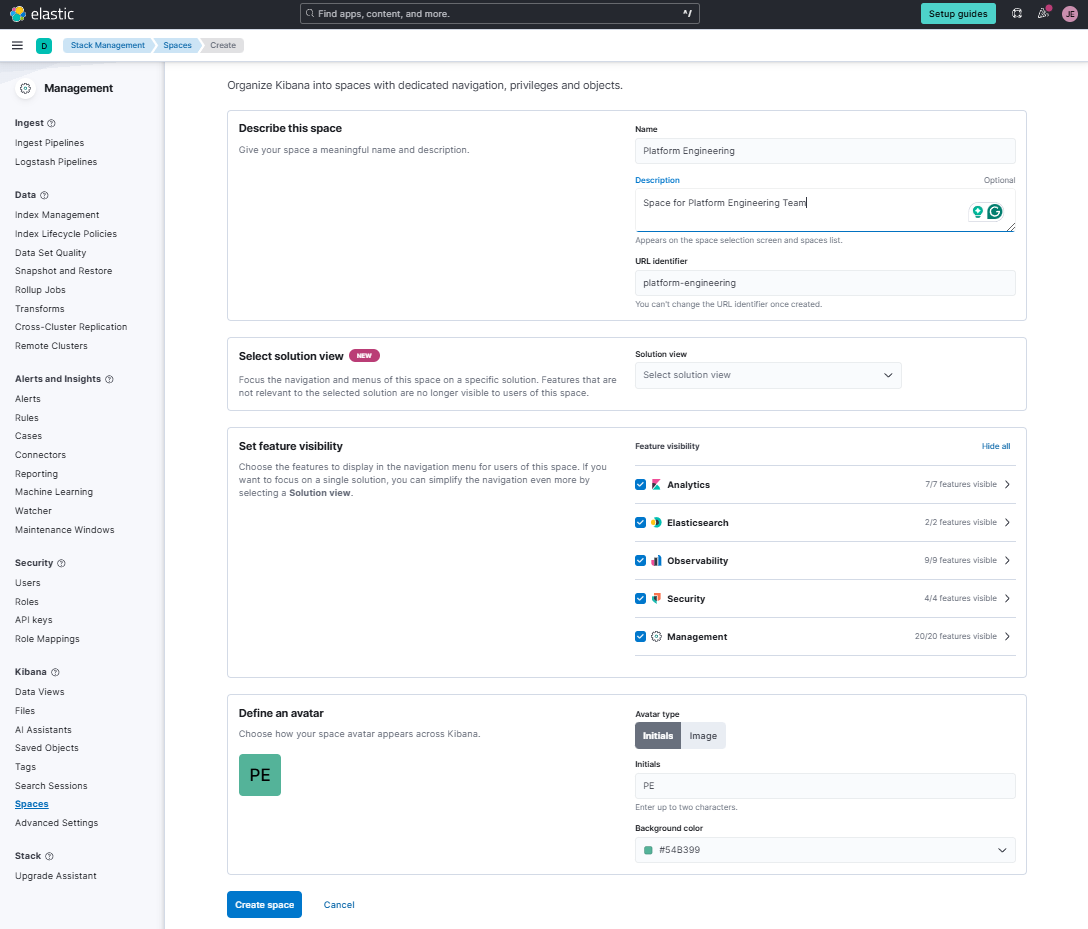 elastic
Find apps, content, and more.
^/
Setup guides
JE
D
Stack Management
Spaces
Create
Management
Ingest
Ingest Pipelines
Logstash Pipelines
Data
Index Management
Index Lifecycle Policies
Data Set Quality
Snapshot and Restore
Rollup Jobs
Transforms
Cross-Cluster Replication
Remote Clusters
Alerts and Insights
Alerts
Rules
Cases
Connectors
Reporting
Machine Learning
Watcher
Maintenance Windows
Security
Users
Roles
API keys
Role Mappings
Kibana
Data Views
Files
AI Assistants
Saved Objects
Tags
Search Sessions
Spaces
Advanced Settings
Stack
Upgrade Assistant
Organize Kibana into spaces with dedicated navigation, privileges and objects.
Describe this space
Give your space a meaningful name and description.
Name
Platform Engineering
Description
Optional
Space for Platform Engineering Team
Appears on the space selection screen and spaces list.
URL identifier
platform-engineering
You can't change the URL identifier once created.
Select solution view NEW
Focus the navigation and menus of this space on a specific solution. Features that are
not relevant to the selected solution are no longer visible to users of this space.
Solution view
Select solution view
Set feature visibility
Choose the features to display in the navigation menu for users of this space. If you
want to focus on a single solution, you can simplify the navigation even more by
selecting a Solution view.
Feature visibility
Hide all
Analytics
7/7 features visible
Elasticsearch
2/2 features visible
Observability
9/9 features visible
Security
4/4 features visible
Management
20/20 features visible
Define an avatar
Choose how your space avatar appears across Kibana.
PE
Avatar type
Initials
Image
Initials
PE
Enter up to two characters.
Background color
#54B399
Create space
Cancel